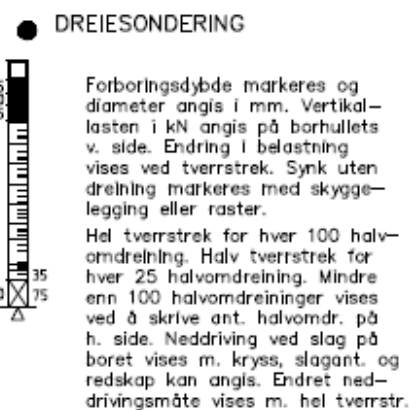 DREIESONDERING
Forboringsdybde markeres og
diameter angis i mm. Vertikal–
lasten i kN angis på borhullets
v. side. Endring i belastning
vises ved tverrstrek. Synk uten
dreining markeres med skygge–
legging eller raster.
Hel tverrstrek for hver 100 halv–
omdreining. Halv tverrstrek for
hver 25 halvomdreining. Mindre
enn 100 halvomdreininger vises
ved å skrive ant. halvomdr. på
h. side. Neddriving ved slag på
boret vises m. kryss, slagant. og
redskap kan angis. Endret ned–
drivingsmåte vises m. hel tverrstr.
35
75